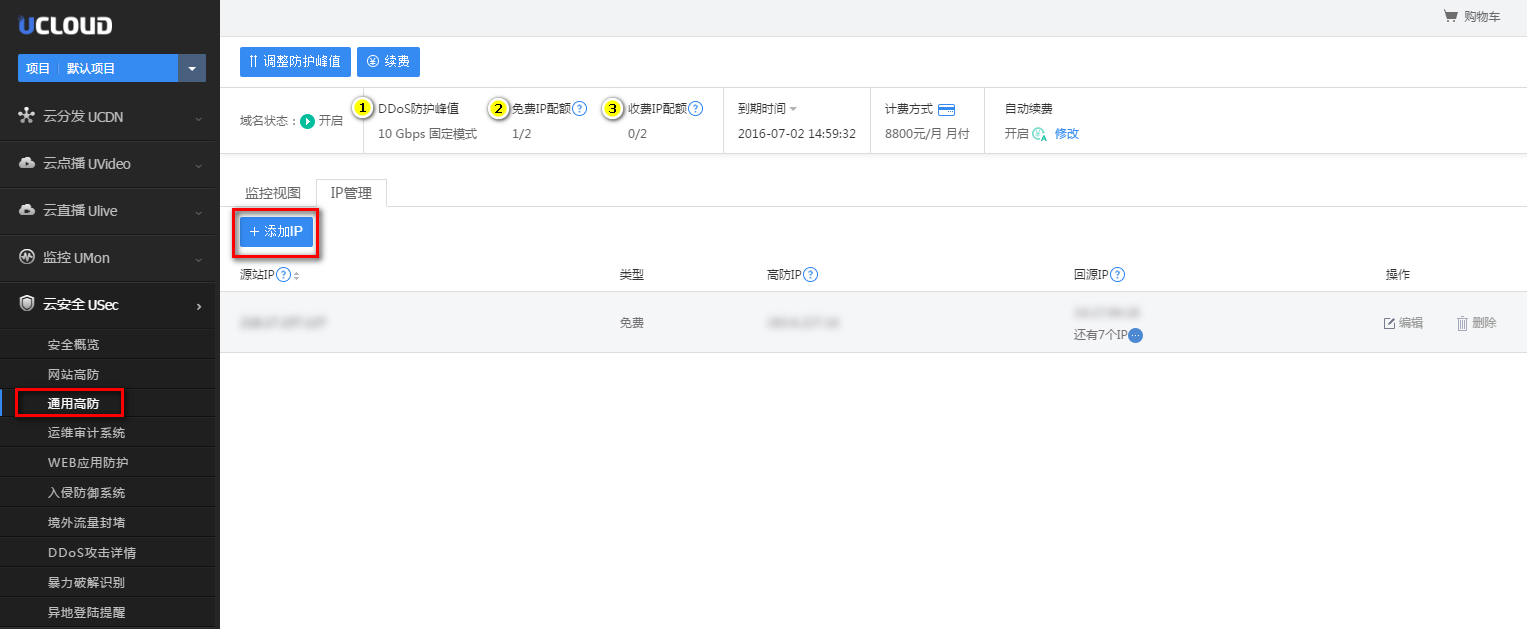 UCLOUD
项目 默认项目
云分发 UCDN
云点播 UVideo
云直播 Ulive
监控 UMon
云安全 USec
安全概览
网站高防
通用高防
运维审计系统
WEB应用防护
入侵防御系统
境外流量封堵
DDoS攻击详情
暴力破解识别
异地登陆提醒
购物车
调整防护峰值 续费
域名状态： 开启
1 DDoS防护峰值
10 Gbps 固定模式
2 免费IP配额 ?
1/2
3 收费IP配额 ?
0/2
到期时间
2016-07-02 14:59:32
计费方式
8800元/月 月付
自动续费
开启 修改
监控视图 IP管理
+ 添加IP
源站IP ? 类型 高防IP ? 回源IP ? 操作
免费 编辑 删除
还有7个IP